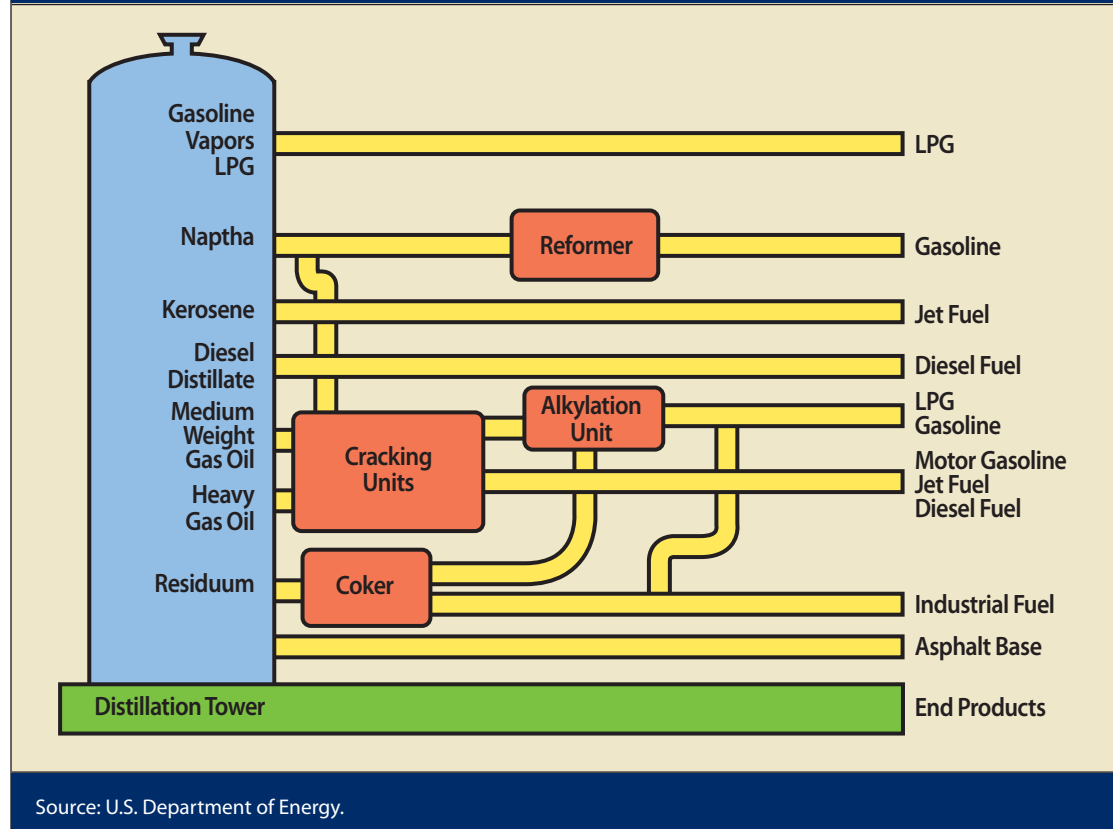 Gasoline
Vapors
LPG
LPG
Naptha
Reformer
Gasoline
Kerosene
Jet Fuel
Diesel
Distillate
Diesel Fuel
Medium
Weight
Gas Oil
Heavy
Gas Oil
Cracking
Units
Alkylation
Unit
LPG
Gasoline
Motor Gasoline
Jet Fuel
Diesel Fuel
Residuum
Coker
Industrial Fuel
Asphalt Base
Distillation Tower
End Products
Source: U.S. Department of Energy.